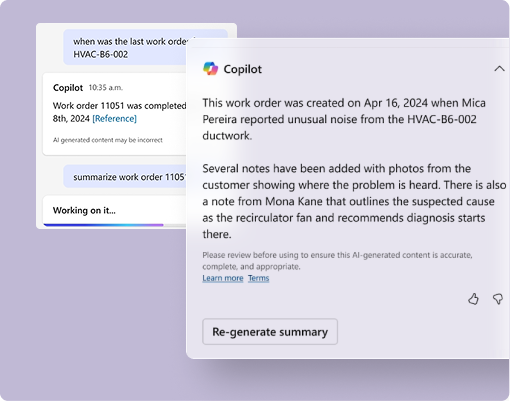 when was the last work order
HVAC-B6-002
Copilot 10:35 a.m.
Work order 11051 was completed
8th, 2024 [Reference]
AI generated content may be incorrect
summarize work order 1105
Working on it...
Copilot
This work order was created on Apr 16, 2024 when Mica
Pereira reported unusual noise from the HVAC-B6-002
ductwork.
Several notes have been added with photos from the
customer showing where the problem is heard. There is also
a note from Mona Kane that outlines the suspected cause
as the recirculator fan and recommends diagnosis starts
there.
Please review before using to ensure this AI-generated content is accurate,
complete, and appropriate.
Learn more Terms
Re-generate summary